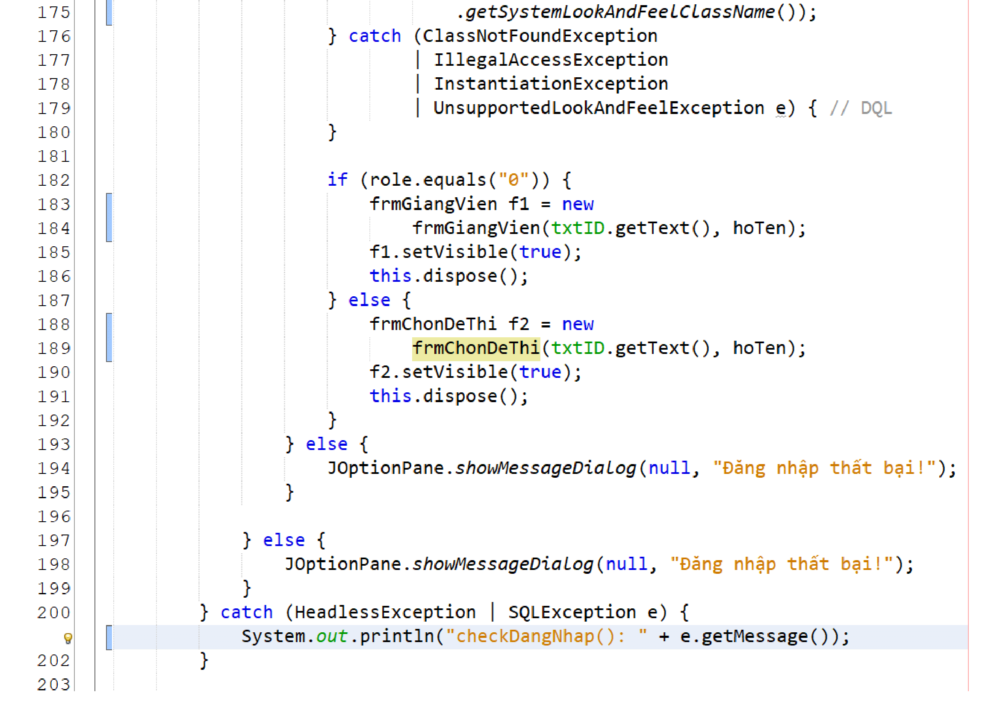 175 .getSystemLookAndFeelClassName());
176 } catch (ClassNotFoundException
177 | IllegalAccessException
178 | InstantiationException
179 | UnsupportedLookAndFeelException e) { // DQL
180 }
181
182 if (role.equals("0")) {
183 frmGiangVien f1 = new
184 frmGiangVien(txtID.getText(), hoTen);
185 f1.setVisible(true);
186 this.dispose();
187 } else {
188 frmChonDeThi f2 = new
189 frmChonDeThi(txtID.getText(), hoTen);
190 f2.setVisible(true);
191 this.dispose();
192 }
193 } else {
194 JOptionPane.showMessageDialog(null, "Đăng nhập thất bại!");
195 }
196
197 } else {
198 JOptionPane.showMessageDialog(null, "Đăng nhập thất bại!");
199 }
200 } catch (HeadlessException | SQLException e) {
System.out.println("checkDangNhap(): " + e.getMessage());
202 }
203